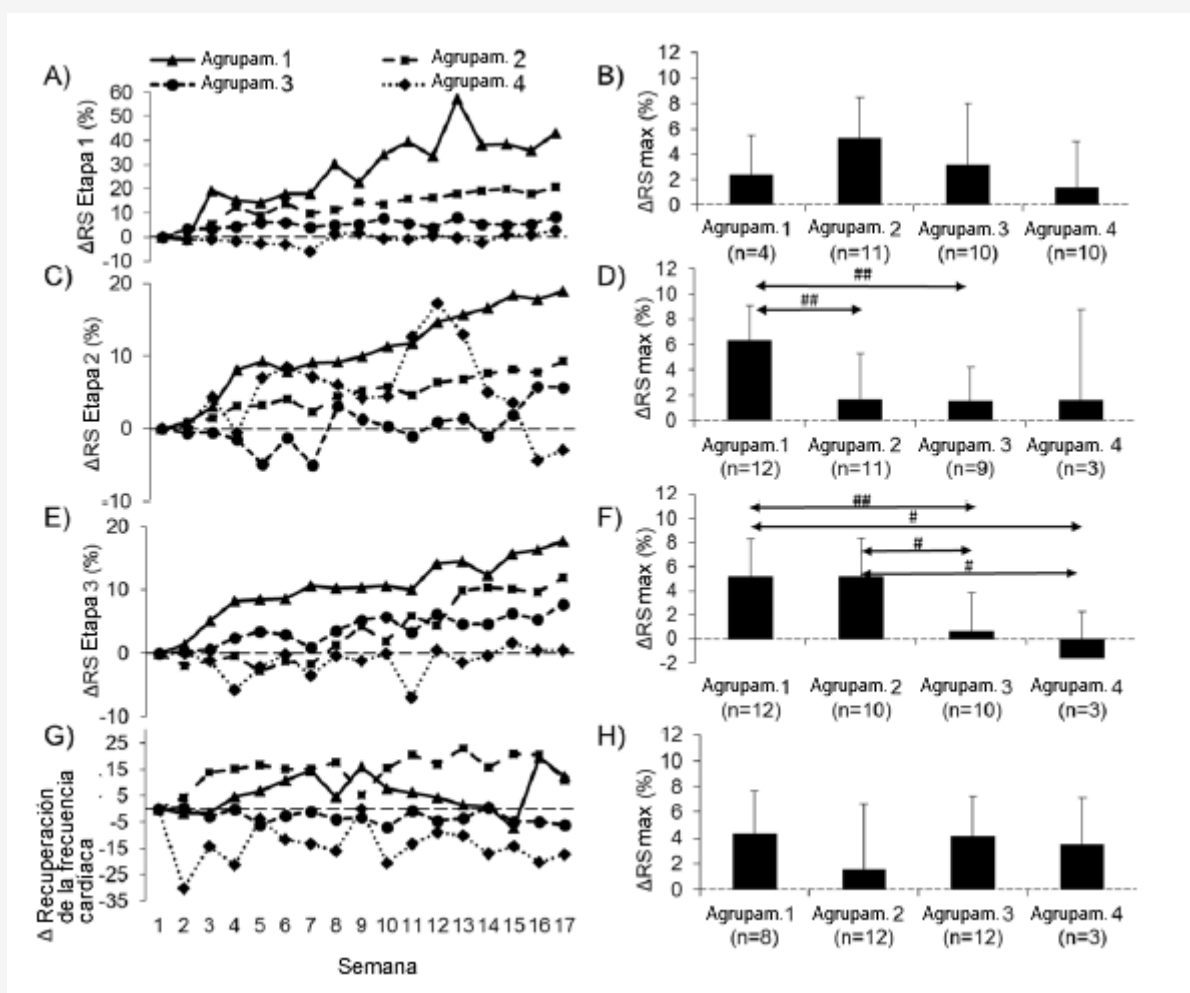 Agrupam. 1 Agrupam. 2
Agrupam. 3 Agrupam. 4
A)
ΔRS Etapa 1 (%)
60
50
40
30
20
10
0
-10
B)
ΔRS max (%)
12
10
8
6
4
2
0
Agrupam. 1 Agrupam. 2 Agrupam. 3 Agrupam. 4
(n=4) (n=11) (n=10) (n=10)
C)
ΔRS Etapa 2 (%)
20
10
0
-10
D)
ΔRS max (%)
12
10
8
6
4
2
0
##
##
Agrupam. 1 Agrupam. 2 Agrupam. 3 Agrupam. 4
(n=12) (n=11) (n=9) (n=3)
E)
ΔRS Etapa 3 (%)
20
10
0
-10
F)
ΔRS max (%)
12
10
8
6
4
2
0
-2
##
#
#
#
Agrupam. 1 Agrupam. 2 Agrupam. 3 Agrupam. 4
(n=12) (n=10) (n=10) (n=3)
G)
Δ Recuperación
de la frecuencia
cardíaca
25
15
5
-5
-15
-25
-35
1 2 3 4 5 6 7 8 9 10 11 12 13 14 15 16 17
Semana
H)
ΔRS max (%)
12
10
8
6
4
2
0
Agrupam. 1 Agrupam. 2 Agrupam. 3 Agrupam. 4
(n=8) (n=12) (n=12) (n=3)